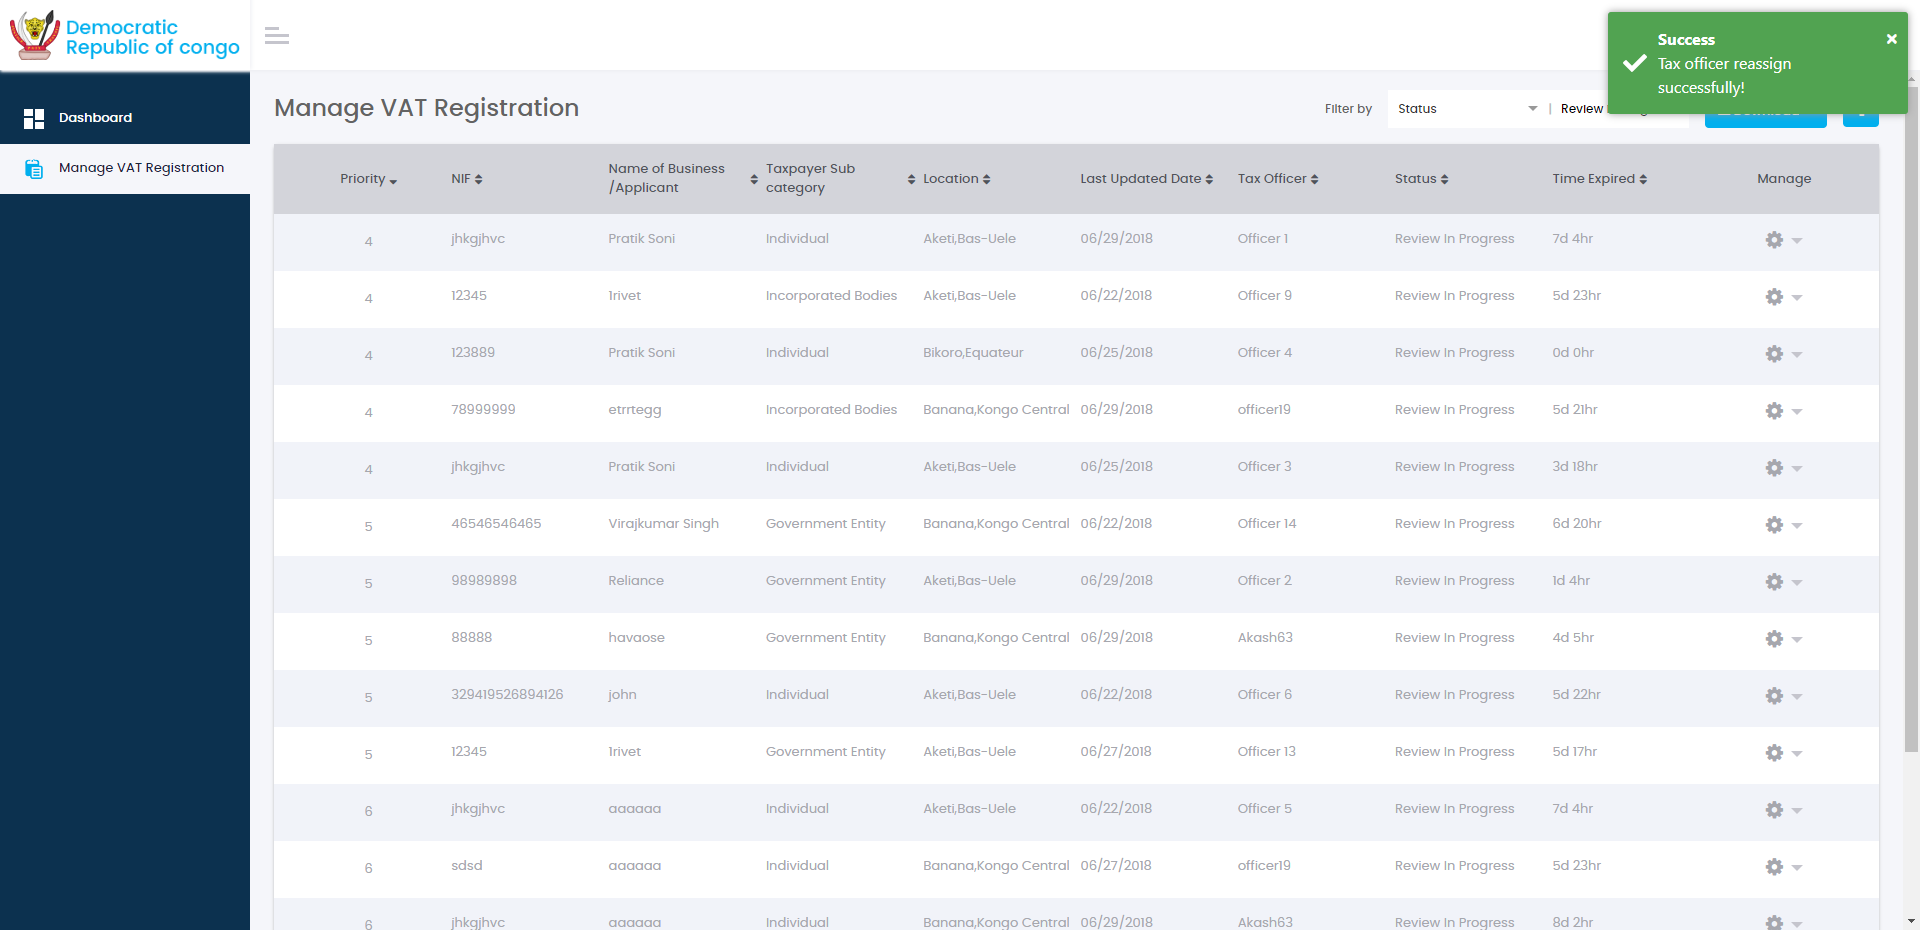 Democratic
Republic of congo
Success
Tax officer reassign
successfully!
Dashboard
Manage VAT Registration
Manage VAT Registration
Filter by
Status
Review
Priority
NIF
Name of Business
/Applicant
Taxpayer Sub
category
Location
Last Updated Date
Tax Officer
Status
Time Expired
Manage
4 jhkgjhvc Pratik Soni Individual Aketi,Bas-Uele 06/29/2018 Officer 1 Review In Progress 7d 4hr
4 12345 1rivet Incorporated Bodies Aketi,Bas-Uele 06/22/2018 Officer 9 Review In Progress 5d 23hr
4 123889 Pratik Soni Individual Bikoro,Equateur 06/25/2018 Officer 4 Review In Progress 0d 0hr
4 78999999 etrrtegg Incorporated Bodies Banana,Kongo Central 06/29/2018 officer19 Review In Progress 5d 21hr
4 jhkgjhvc Pratik Soni Individual Aketi,Bas-Uele 06/25/2018 Officer 3 Review In Progress 3d 18hr
5 46546546465 Virajkumar Singh Government Entity Banana,Kongo Central 06/22/2018 Officer 14 Review In Progress 6d 20hr
5 98989898 Reliance Government Entity Aketi,Bas-Uele 06/29/2018 Officer 2 Review In Progress 1d 4hr
5 88888 havaose Government Entity Banana,Kongo Central 06/29/2018 Akash63 Review In Progress 4d 5hr
5 329419526894126 john Individual Aketi,Bas-Uele 06/22/2018 Officer 6 Review In Progress 5d 22hr
5 12345 1rivet Government Entity Aketi,Bas-Uele 06/27/2018 Officer 13 Review In Progress 5d 17hr
6 jhkgjhvc aaaaaa Individual Aketi,Bas-Uele 06/22/2018 Officer 5 Review In Progress 7d 4hr
6 sdsd aaaaaa Individual Banana,Kongo Central 06/27/2018 officer19 Review In Progress 5d 23hr
6 jhkgjhvc aaaaaa Individual Banana,Kongo Central 06/29/2018 Akash63 Review In Progress 8d 2hr